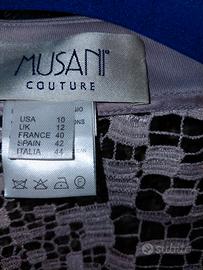 MUSANI
COUTURE
USA 10
UK 12
FRANCE 40
SPAIN 42
ITALIA 44
subito